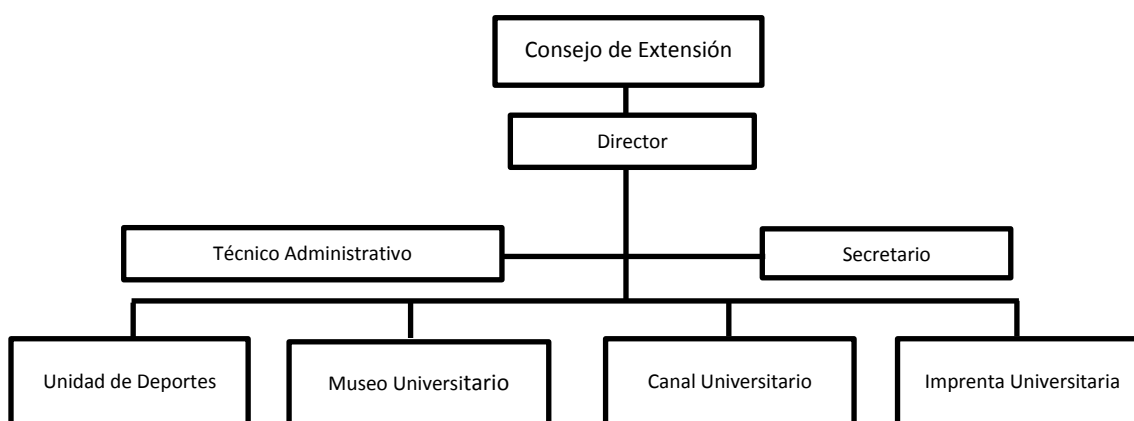 Consejo de Extensión
Director
Técnico Administrativo
Secretario
Unidad de Deportes
Museo Universitario
Canal Universitario
Imprenta Universitaria